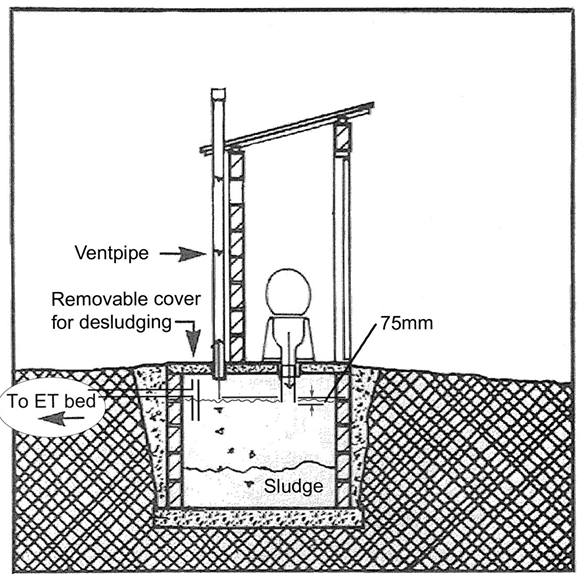 Ventpipe
Removable cover
for desludging
75mm
To ET bed
Sludge